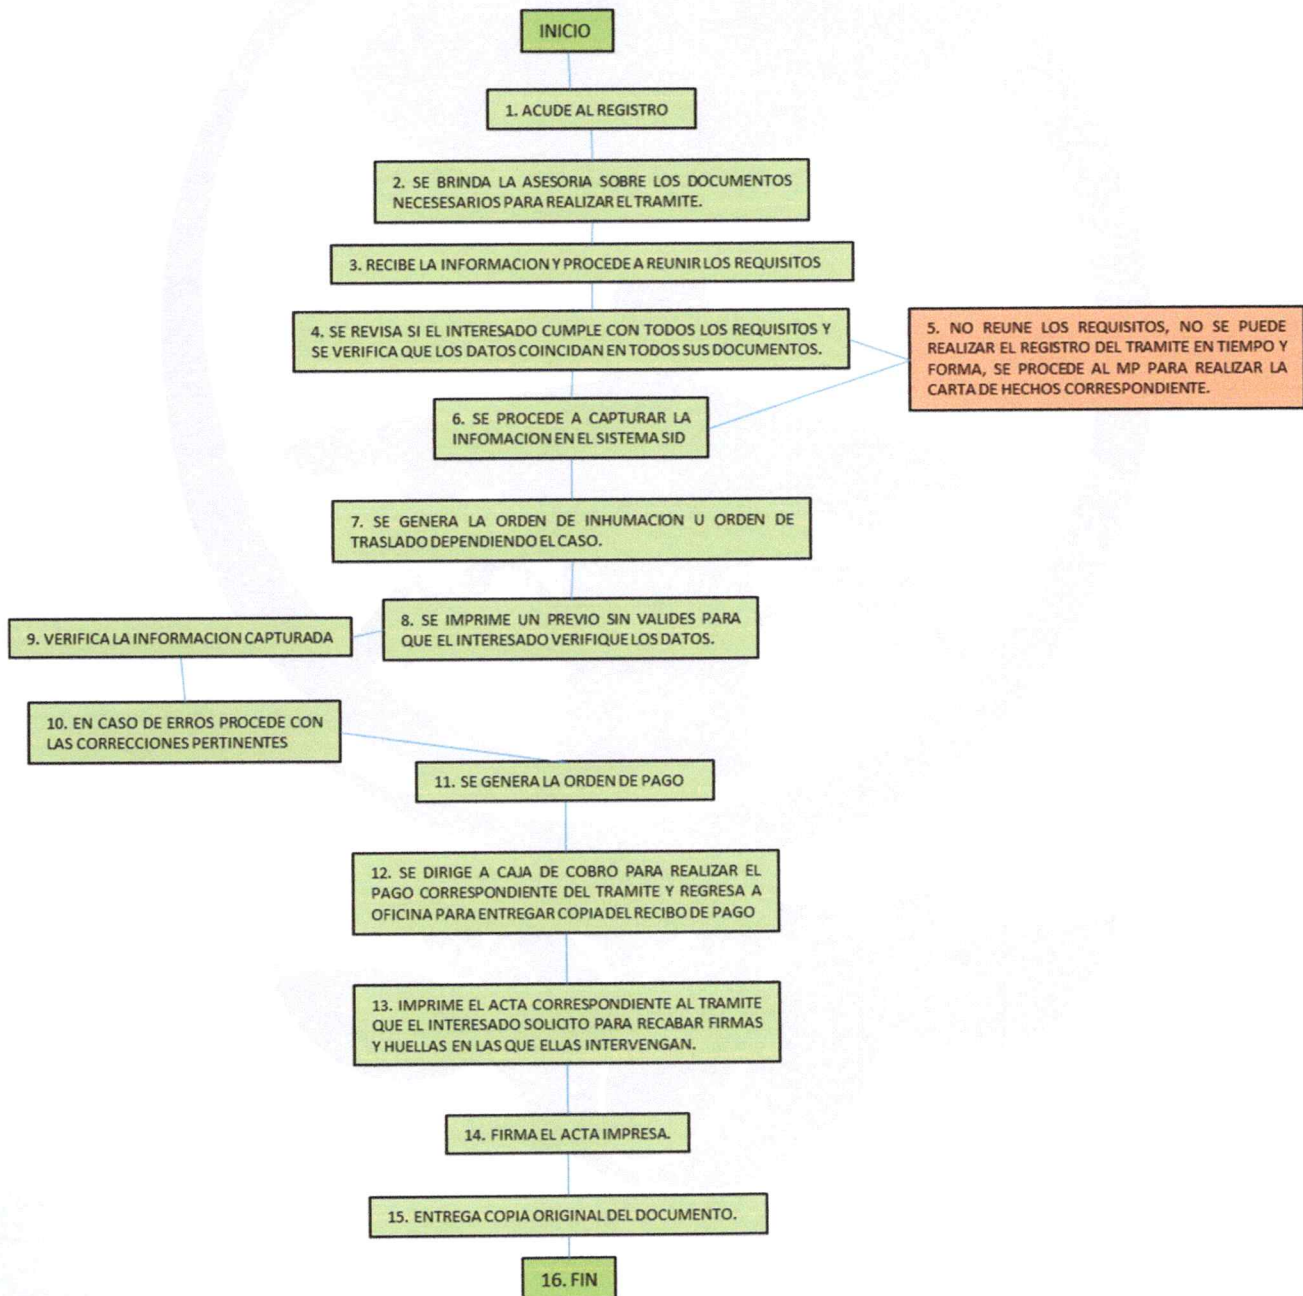 INICIO
1. ACUDE AL REGISTRO
2. SE BRINDA LA ASESORIA SOBRE LOS DOCUMENTOS
NECESESARIOS PARA REALIZAR EL TRAMITE.
3. RECIBE LA INFORMACION Y PROCEDE A REUNIR LOS REQUISITOS
4. SE REVISA SI EL INTERESADO CUMPLE CON TODOS LOS REQUISITOS Y
SE VERIFICA QUE LOS DATOS COINCIDAN EN TODOS SUS DOCUMENTOS.
5. NO REUNE LOS REQUISITOS, NO SE PUEDE
REALIZAR EL REGISTRO DEL TRAMITE EN TIEMPO Y
FORMA, SE PROCEDE AL MP PARA REALIZAR LA
CARTA DE HECHOS CORRESPONDIENTE.
6. SE PROCEDE A CAPTURAR LA
INFOMACION EN EL SISTEMA SID
7. SE GENERA LA ORDEN DE INHUMACION U ORDEN DE
TRASLADO DEPENDIENDO EL CASO.
8. SE IMPRIME UN PREVIO SIN VALIDES PARA
QUE EL INTERESADO VERIFIQUE LOS DATOS.
9. VERIFICA LA INFORMACION CAPTURADA
10. EN CASO DE ERROS PROCEDE CON
LAS CORRECCIONES PERTINENTES
11. SE GENERA LA ORDEN DE PAGO
12. SE DIRIGE A CAJA DE COBRO PARA REALIZAR EL
PAGO CORRESPONDIENTE DEL TRAMITE Y REGRESA A
OFICINA PARA ENTREGAR COPIA DEL RECIBO DE PAGO
13. IMPRIME EL ACTA CORRESPONDIENTE AL TRAMITE
QUE EL INTERESADO SOLICITO PARA RECABAR FIRMAS
Y HUELLAS EN LAS QUE ELLAS INTERVENGAN.
14. FIRMA EL ACTA IMPRESA.
15. ENTREGA COPIA ORIGINAL DEL DOCUMENTO.
16. FIN